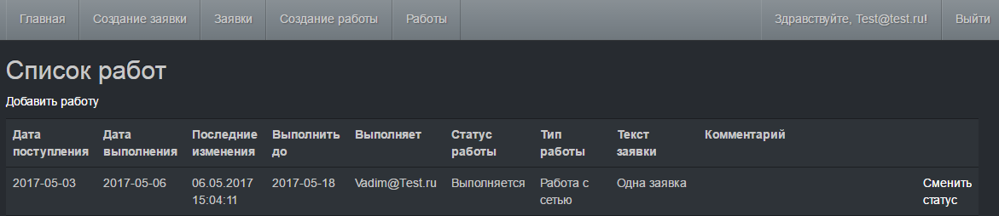 Главная Создание заявки Заявки Создание работы Работы Здравствуйте, Test@test.ru! Выйти
Список работ
Добавить работу
Дата поступления Дата выполнения Последние изменения Выполнить до Выполняет Статус работы Тип работы Текст заявки Комментарий
2017-05-03 2017-05-06 06.05.2017 15:04:11 2017-05-18 Vadim@Test.ru Выполняется Работа с сетью Одна заявка Сменить статус